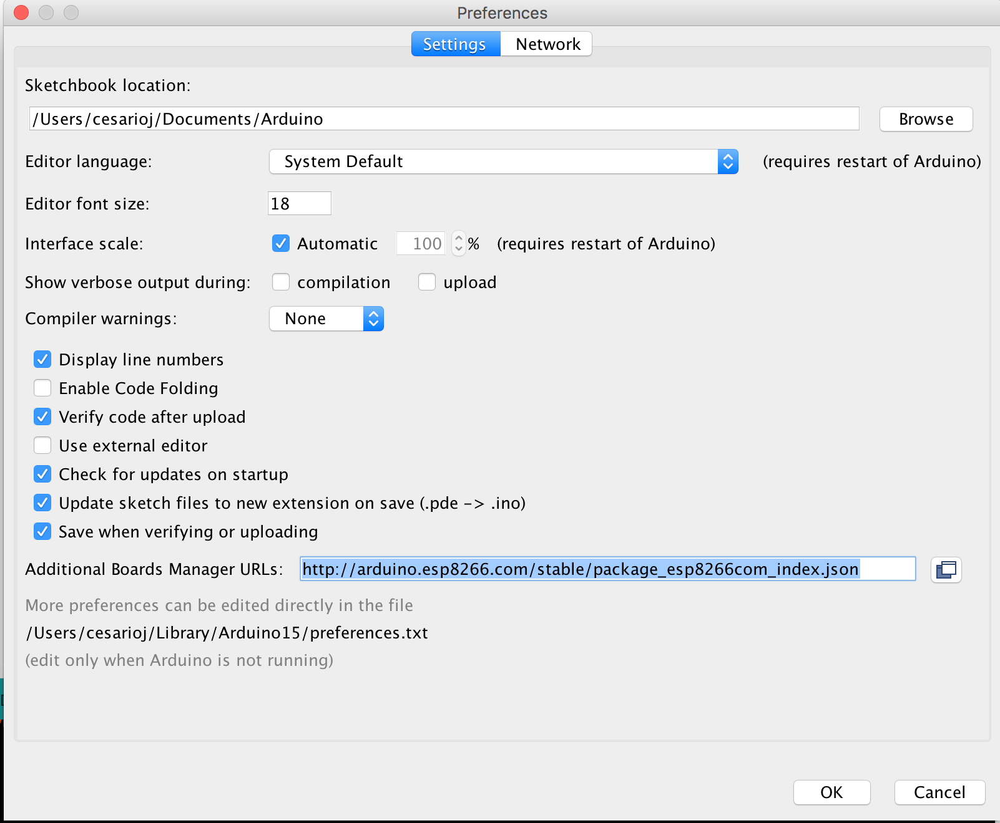 Preferences
Settings Network
Sketchbook location:
/Users/cesarioj/Documents/Arduino Browse
Editor language: System Default (requires restart of Arduino)
Editor font size: 18
Interface scale: Automatic 100 % (requires restart of Arduino)
Show verbose output during: compilation upload
Compiler warnings: None
Display line numbers
Enable Code Folding
Verify code after upload
Use external editor
Check for updates on startup
Update sketch files to new extension on save (.pde -> .ino)
Save when verifying or uploading
Additional Boards Manager URLs: http://arduino.esp8266.com/stable/package_esp8266com_index.json
More preferences can be edited directly in the file
/Users/cesarioj/Library/Arduino15/preferences.txt
(edit only when Arduino is not running)
OK Cancel